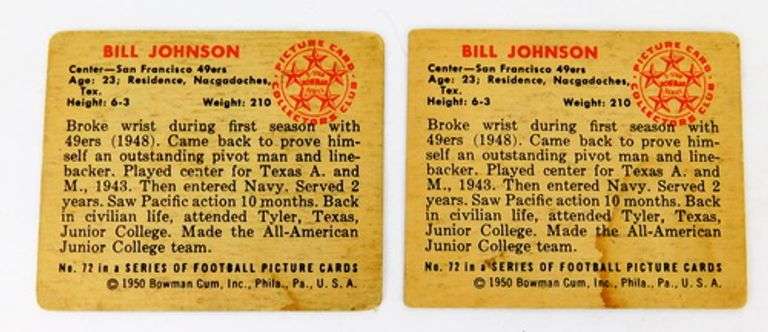 BILL JOHNSON
Center—San Francisco 49ers
Age: 23; Residence, Nacgadoches,
Tex.
Height: 6-3 Weight: 210
PICTURE CARD
COLLECTORS CLUB
Broke wrist during first season with
49ers (1948). Came back to prove him-
self an outstanding pivot man and line-
backer. Played center for Texas A. and
M., 1943. Then entered Navy. Served 2
years. Saw Pacific action 10 months. Back
in civilian life, attended Tyler, Texas,
Junior College. Made the All-American
Junior College team.
No. 72 in a SERIES OF FOOTBALL PICTURE CARDS
© 1950 Bowman Gum, Inc., Phila., Pa., U. S. A.
BILL JOHNSON
Center—San Francisco 49ers
Age: 23; Residence, Nacgadoches,
Tex.
Height: 6-3 Weight: 210
PICTURE CARD
COLLECTORS CLUB
Broke wrist during first season with
49ers (1948). Came back to prove him-
self an outstanding pivot man and line-
backer. Played center for Texas A. and
M., 1943. Then entered Navy. Served 2
years. Saw Pacific action 10 months. Back
in civilian life, attended Tyler, Texas,
Junior College. Made the All-American
Junior College team.
No. 72 in a SERIES OF FOOTBALL PICTURE CARDS
© 1950 Bowman Gum, Inc., Phila., Pa., U. S. A.